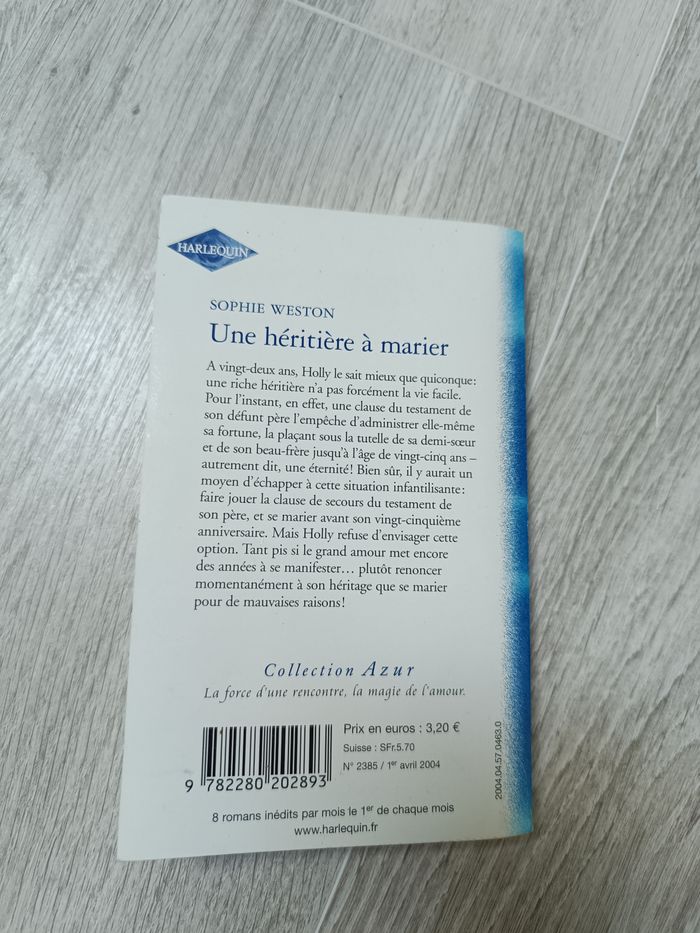 HARLEQUIN
SOPHIE WESTON
Une héritière à marier
A vingt-deux ans, Holly le sait mieux que quiconque:
une riche héritière n'a pas forcément la vie facile.
Pour l'instant, en effet, une clause du testament de
son défunt père l'empêche d'administrer elle-même
sa fortune, la plaçant sous la tutelle de sa demi-sœur
et de son beau-frère jusqu'à l'âge de vingt-cinq ans –
autrement dit, une éternité! Bien sûr, il y aurait un
moyen d'échapper à cette situation infantilisante:
faire jouer la clause de secours du testament de
son père, et se marier avant son vingt-cinquième
anniversaire. Mais Holly refuse d'envisager cette
option. Tant pis si le grand amour met encore
des années à se manifester… plutôt renoncer
momentanément à son héritage que se marier
pour de mauvaises raisons!
Collection Azur
La force d'une rencontre, la magie de l'amour.
Prix en euros : 3,20 €
Suisse : SFr.5.70
N° 2385 / 1er avril 2004
9 782280 202893
2004.04.57.0463.0
8 romans inédits par mois le 1er de chaque mois
www.harlequin.fr